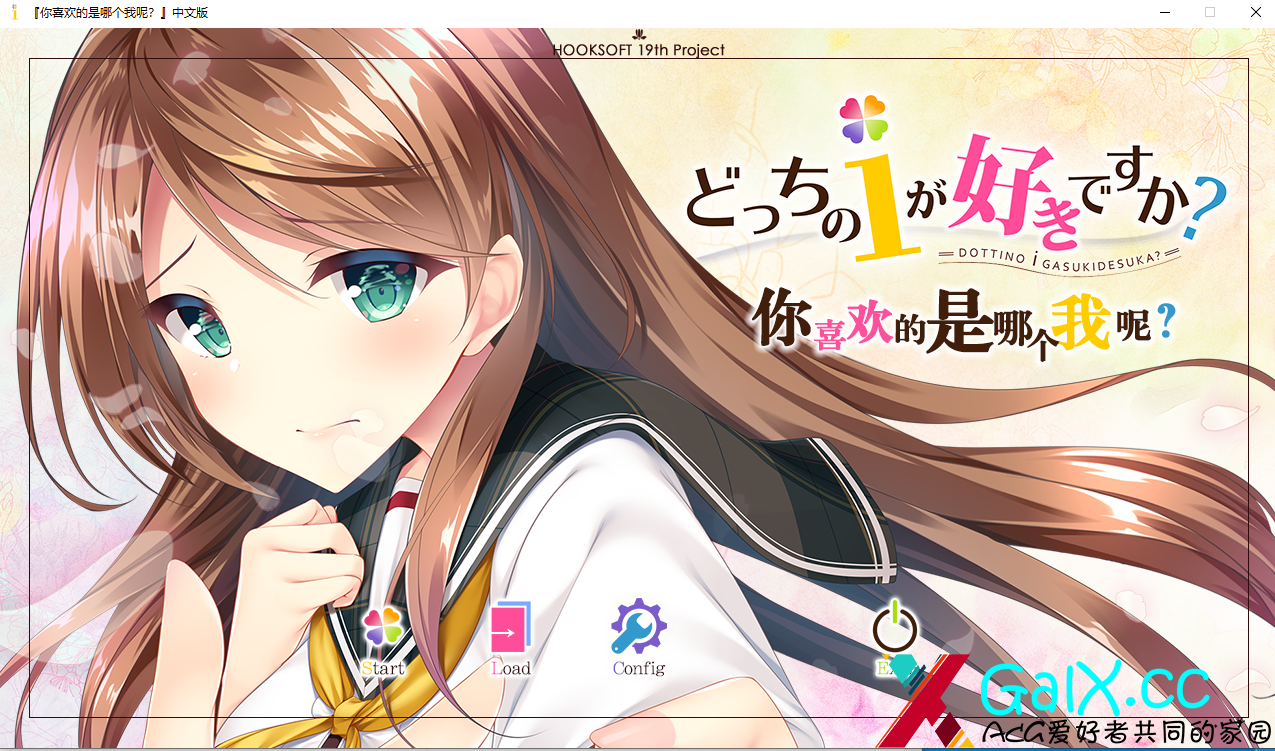 『你喜欢的是哪个我呢？』中文版
HOOKSOFT 19th Project
どっちのiが好きですか?
DOTTINO i GASUKIDESUKA?
你喜欢的是哪个我呢?
Start
Load
Config
GalX.cc
AcG爱好者共同的家园